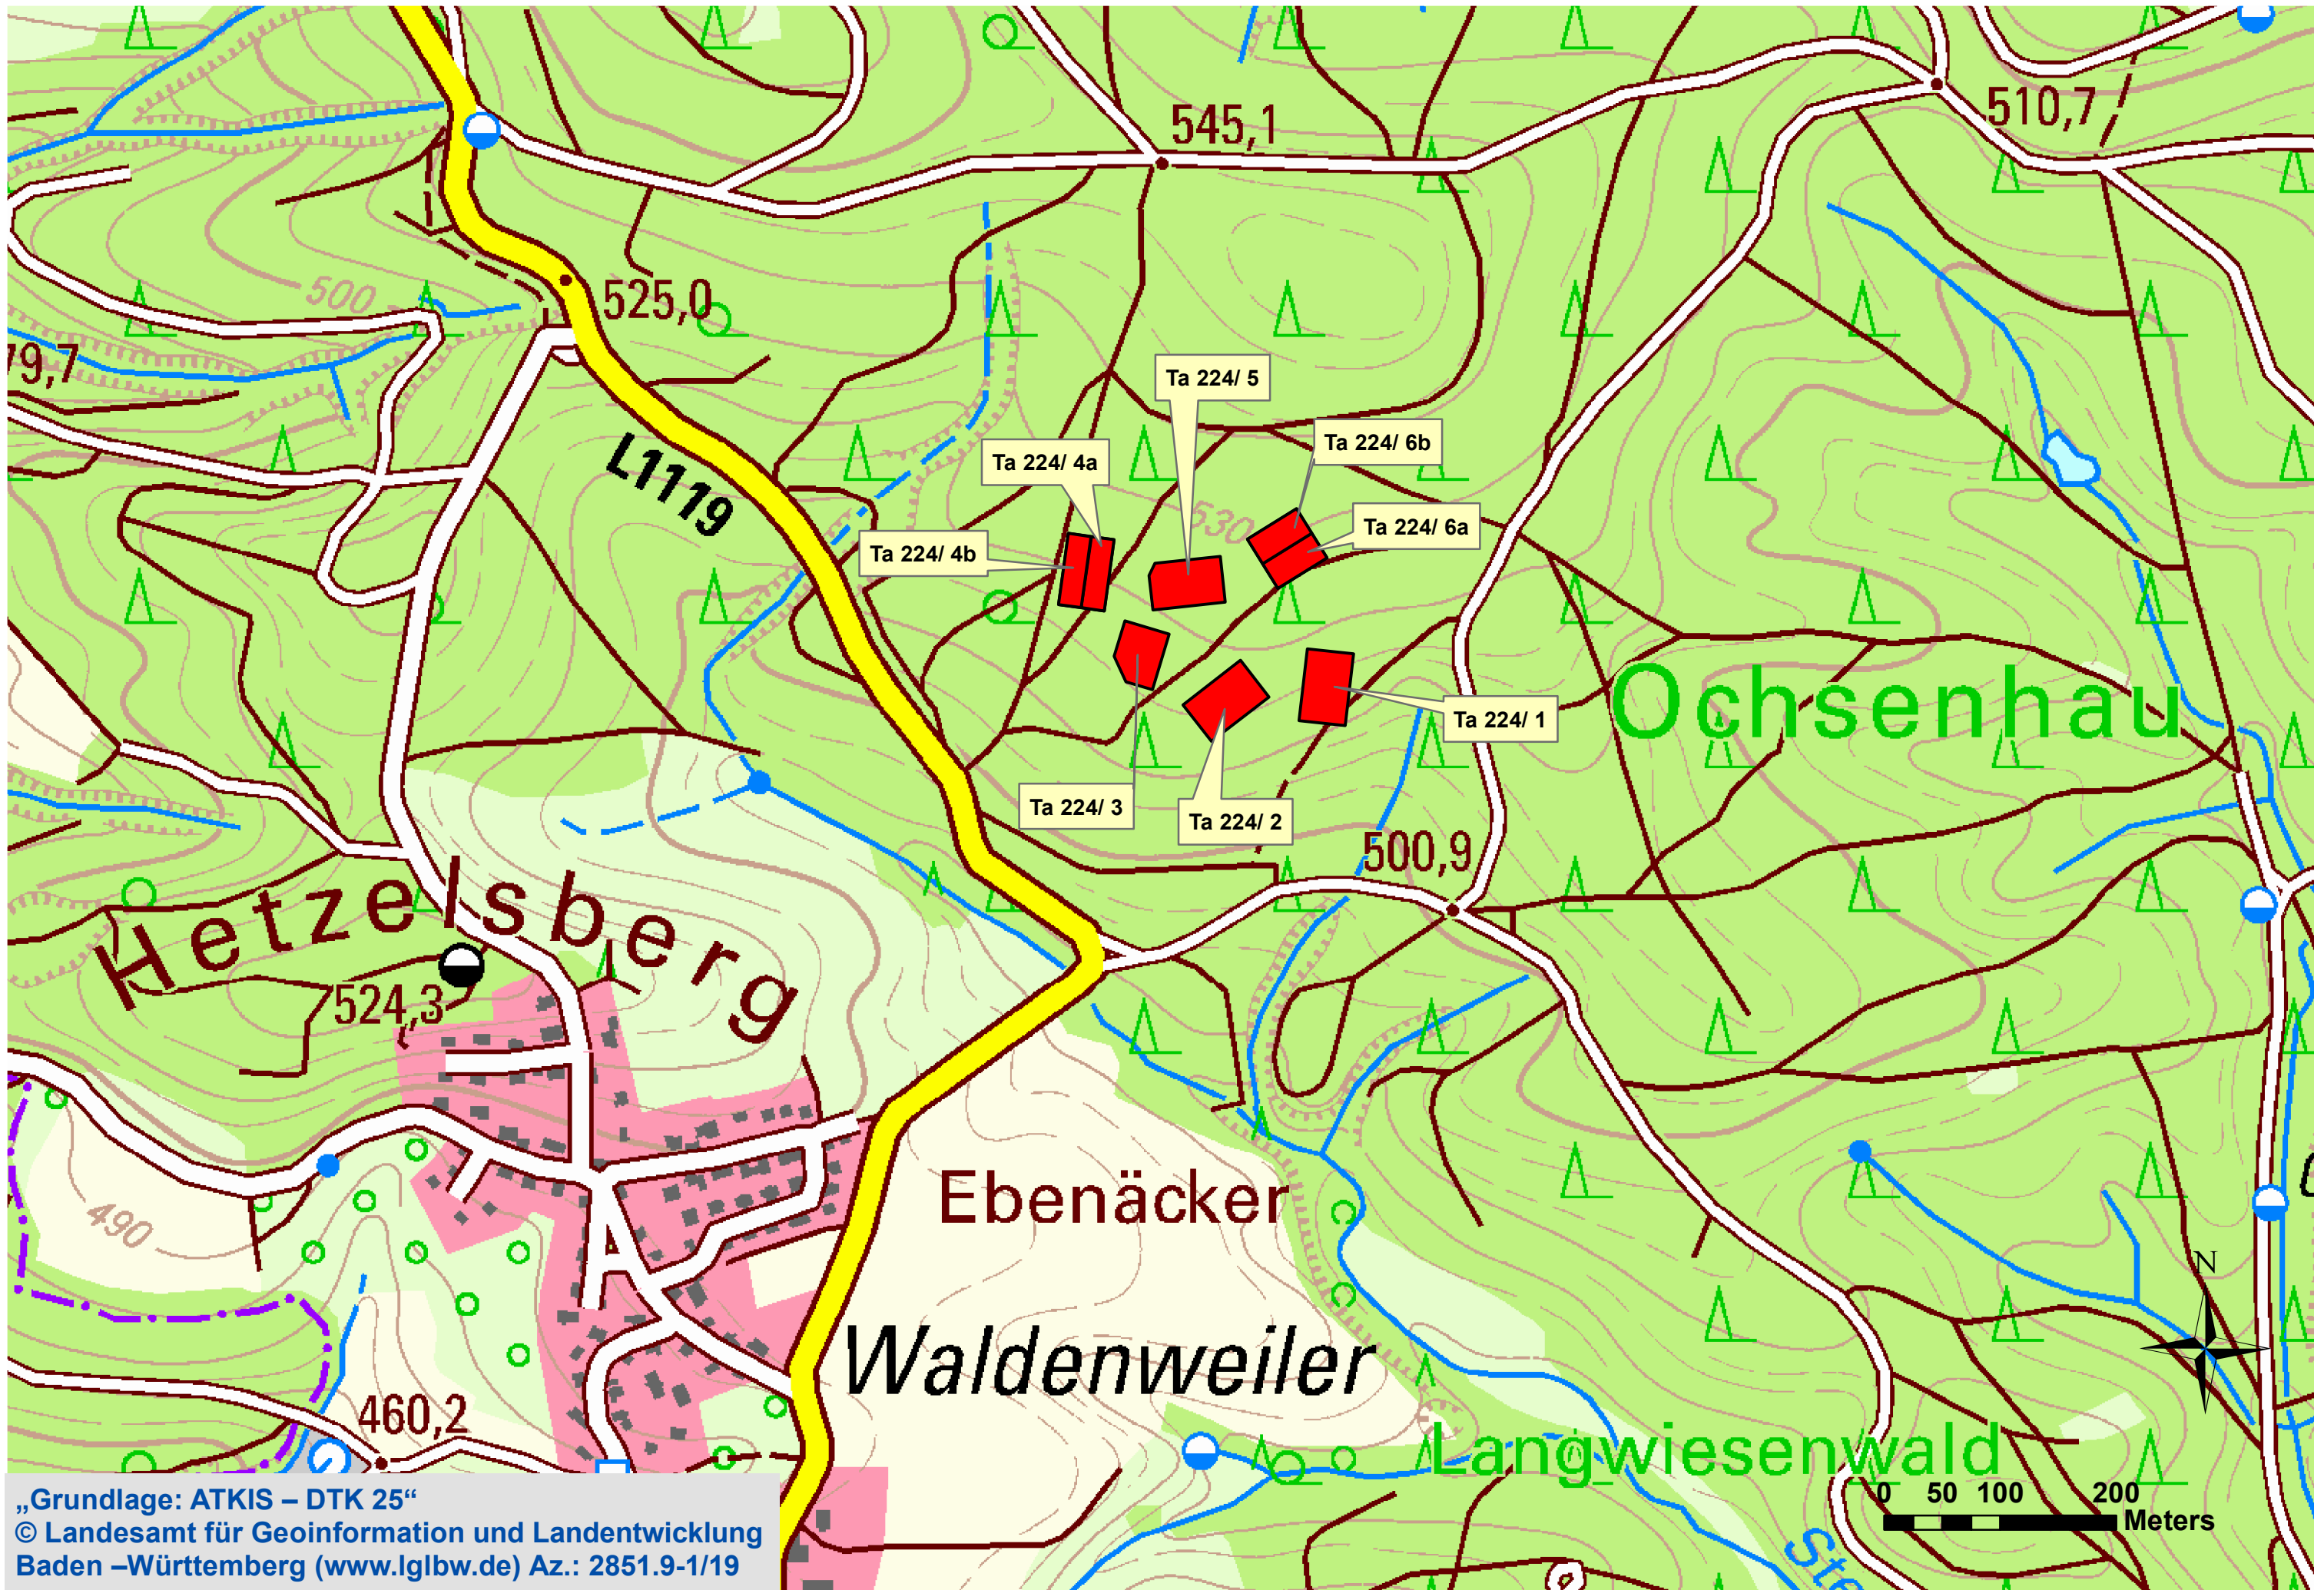 545,1
510,7
500
525,0
79,7
Ta 224/ 5
L1119
Ta 224/ 4a
Ta 224/ 6b
530
Ta 224/ 6a
Ta 224/ 4b
Ochsenhau
Ta 224/ 1
Ta 224/ 3
Ta 224/ 2
500,9
Hetzelsberg
524,3
Ebenäcker
490
N
Waldenweiler
460,2
Langwiesenwald
0 50 100 200
Meters
Ste
„Grundlage: ATKIS – DTK 25“
© Landesamt für Geoinformation und Landentwicklung
Baden –Württemberg (www.lglbw.de) Az.: 2851.9-1/19